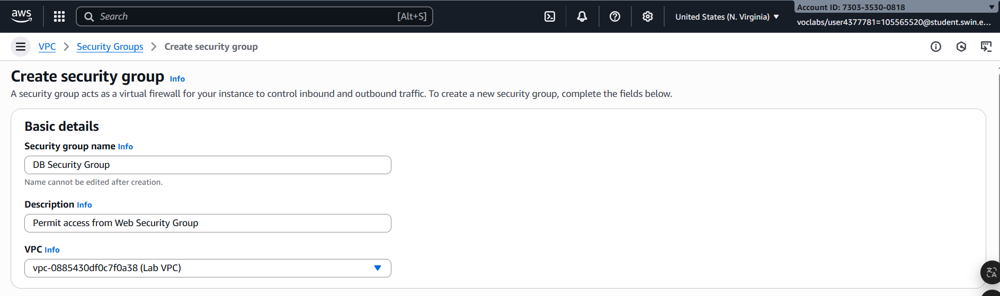 aws
Search
[Alt+S]
United States (N. Virginia)
Account ID: 7303-3530-0818
voclabs/user4377781=105565520@student.swin.e...
VPC > Security Groups > Create security group
Create security group Info
A security group acts as a virtual firewall for your instance to control inbound and outbound traffic. To create a new security group, complete the fields below.
Basic details
Security group name Info
DB Security Group
Name cannot be edited after creation.
Description Info
Permit access from Web Security Group
VPC Info
vpc-0885430df0c7f0a38 (Lab VPC)